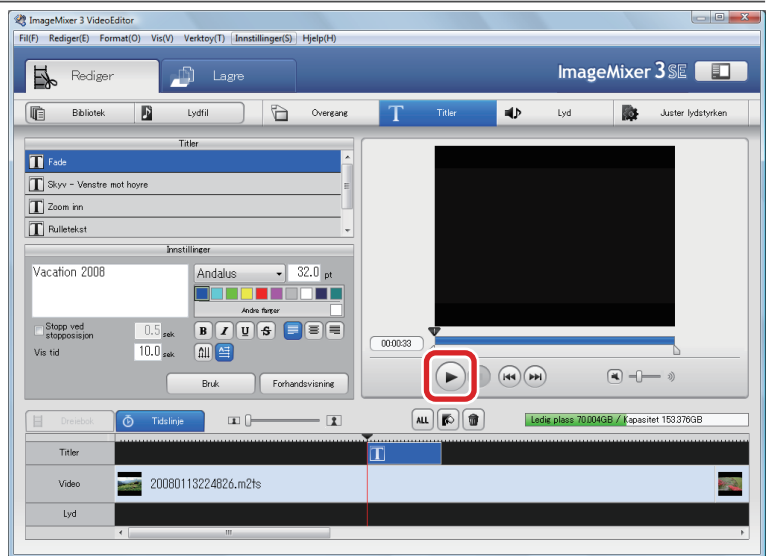 ImageMixer 3 VideoEditor
Fil(F) Rediger(E) Format(O) Vis(V) Verktoy(T) Innstillinger(S) Hjelp(H)
Rediger Lagre ImageMixer 3 SE
Bibliotek Lydfil Overgang T Titler Lyd Juster lydstyrken
Titler
T Fade
T Skyv - Venstre mot hoyre
T Zoom inn
T Rulletekst
Innstillinger
Vacation 2008
Andalus 32.0 pt
Andre farger
Stopp ved
stopposisjon
0.5 sek
B I U S
Vis tid 10.0 sek
Bruk Forhandsvisning
00:00:33
Dreiebok Tidslinje ALL Ledig plass 70.004GB / Kapasitet 153.376GB
Titler T
Video 20080113224826.m2ts
Lyd